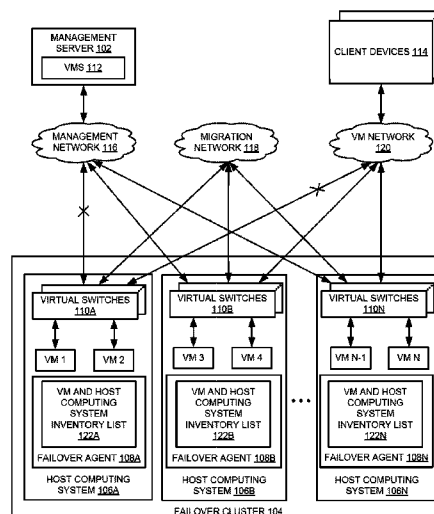 MANAGEMENT
SERVER 102
VMS 112
CLIENT DEVICES 114
MANAGEMENT
NETWORK 116
MIGRATION
NETWORK 118
VM NETWORK
120
VIRTUAL SWITCHES
110A
VIRTUAL SWITCHES
110B
VIRTUAL SWITCHES
110N
VM 1
VM 2
VM 3
VM 4
VM N-1
VM N
VM AND HOST
COMPUTING
SYSTEM
INVENTORY LIST
122A
FAILOVER AGENT 108A
HOST COMPUTING
SYSTEM 106A
VM AND HOST
COMPUTING
SYSTEM
INVENTORY LIST
122B
FAILOVER AGENT 108B
HOST COMPUTING
SYSTEM 106B
VM AND HOST
COMPUTING
SYSTEM
INVENTORY LIST
122N
FAILOVER AGENT 108N
HOST COMPUTING
SYSTEM 106N
FAILOVER CLUSTER 104